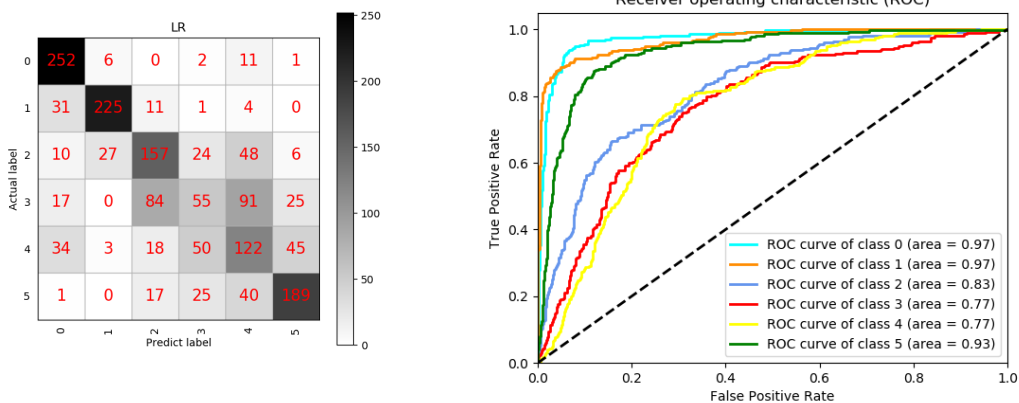 LR
0 252 6 0 2 11 1
1 31 225 11 1 4 0
2 10 27 157 24 48 6
3 17 0 84 55 91 25
4 34 3 18 50 122 45
5 1 0 17 25 40 189
0 1 2 3 4 5
Actual label
Predict label
250
200
150
100
50
0
Receiver operating characteristic (ROC)
1.0
0.8
0.6
0.4
0.2
0.0
True Positive Rate
ROC curve of class 0 (area = 0.97)
ROC curve of class 1 (area = 0.97)
ROC curve of class 2 (area = 0.83)
ROC curve of class 3 (area = 0.77)
ROC curve of class 4 (area = 0.77)
ROC curve of class 5 (area = 0.93)
0.0 0.2 0.4 0.6 0.8 1.0
False Positive Rate